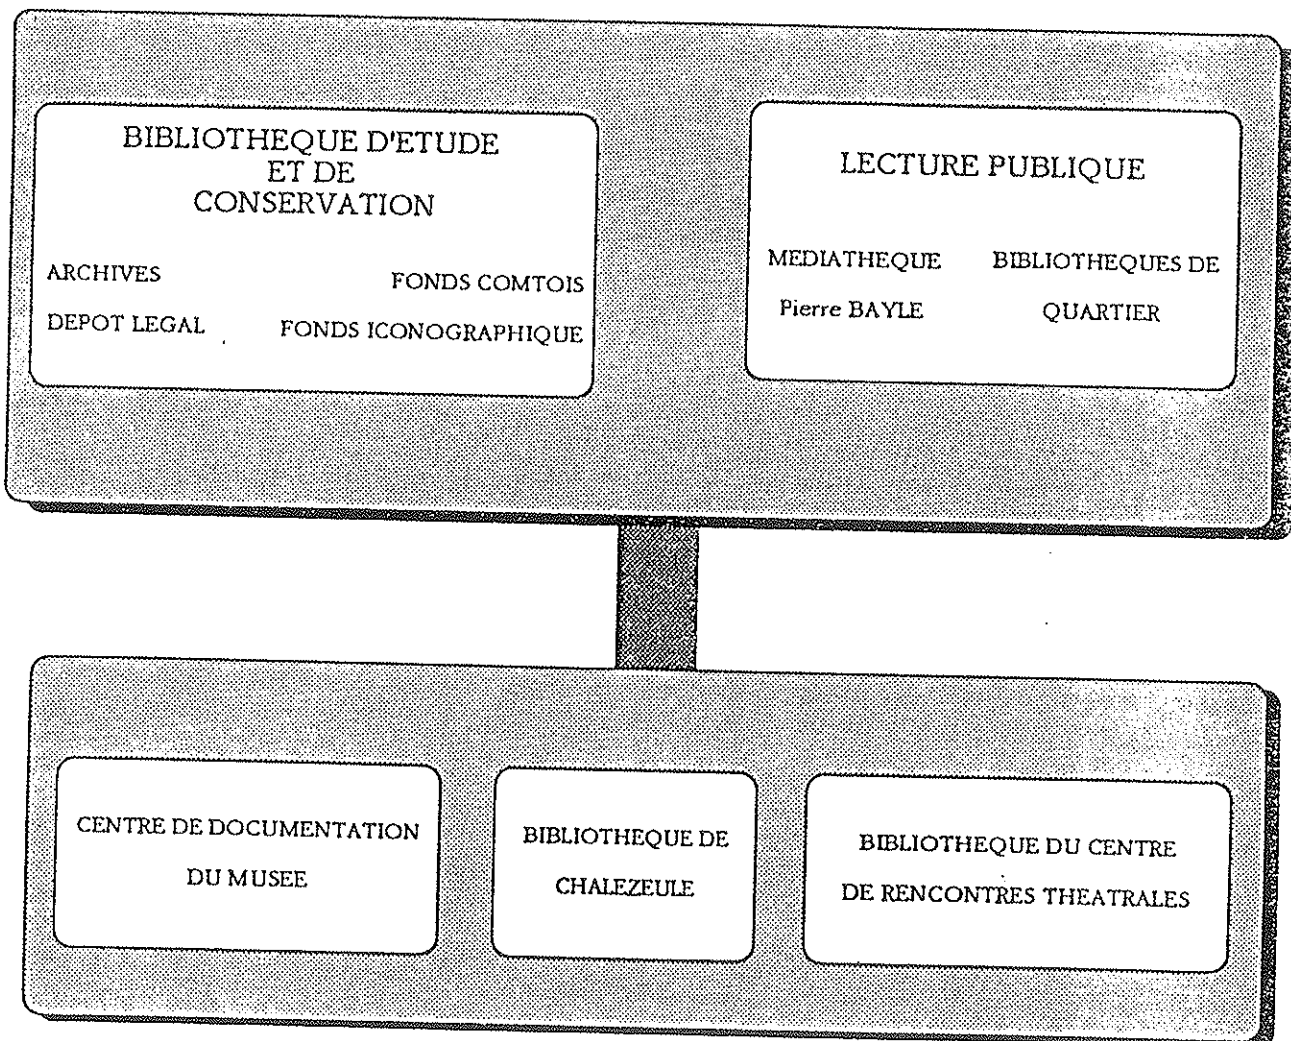 BIBLIOTHEQUE D'ETUDE
ET DE
CONSERVATION
ARCHIVES FONDS COMTOIS
DEPOT LEGAL FONDS ICONOGRAPHIQUE
LECTURE PUBLIQUE
MEDIATHEQUE BIBLIOTHEQUES DE
Pierre BAYLE QUARTIER
CENTRE DE DOCUMENTATION
DU MUSEE
BIBLIOTHEQUE DE
CHALEZEULE
BIBLIOTHEQUE DU CENTRE
DE RENCONTRES THEATRALES